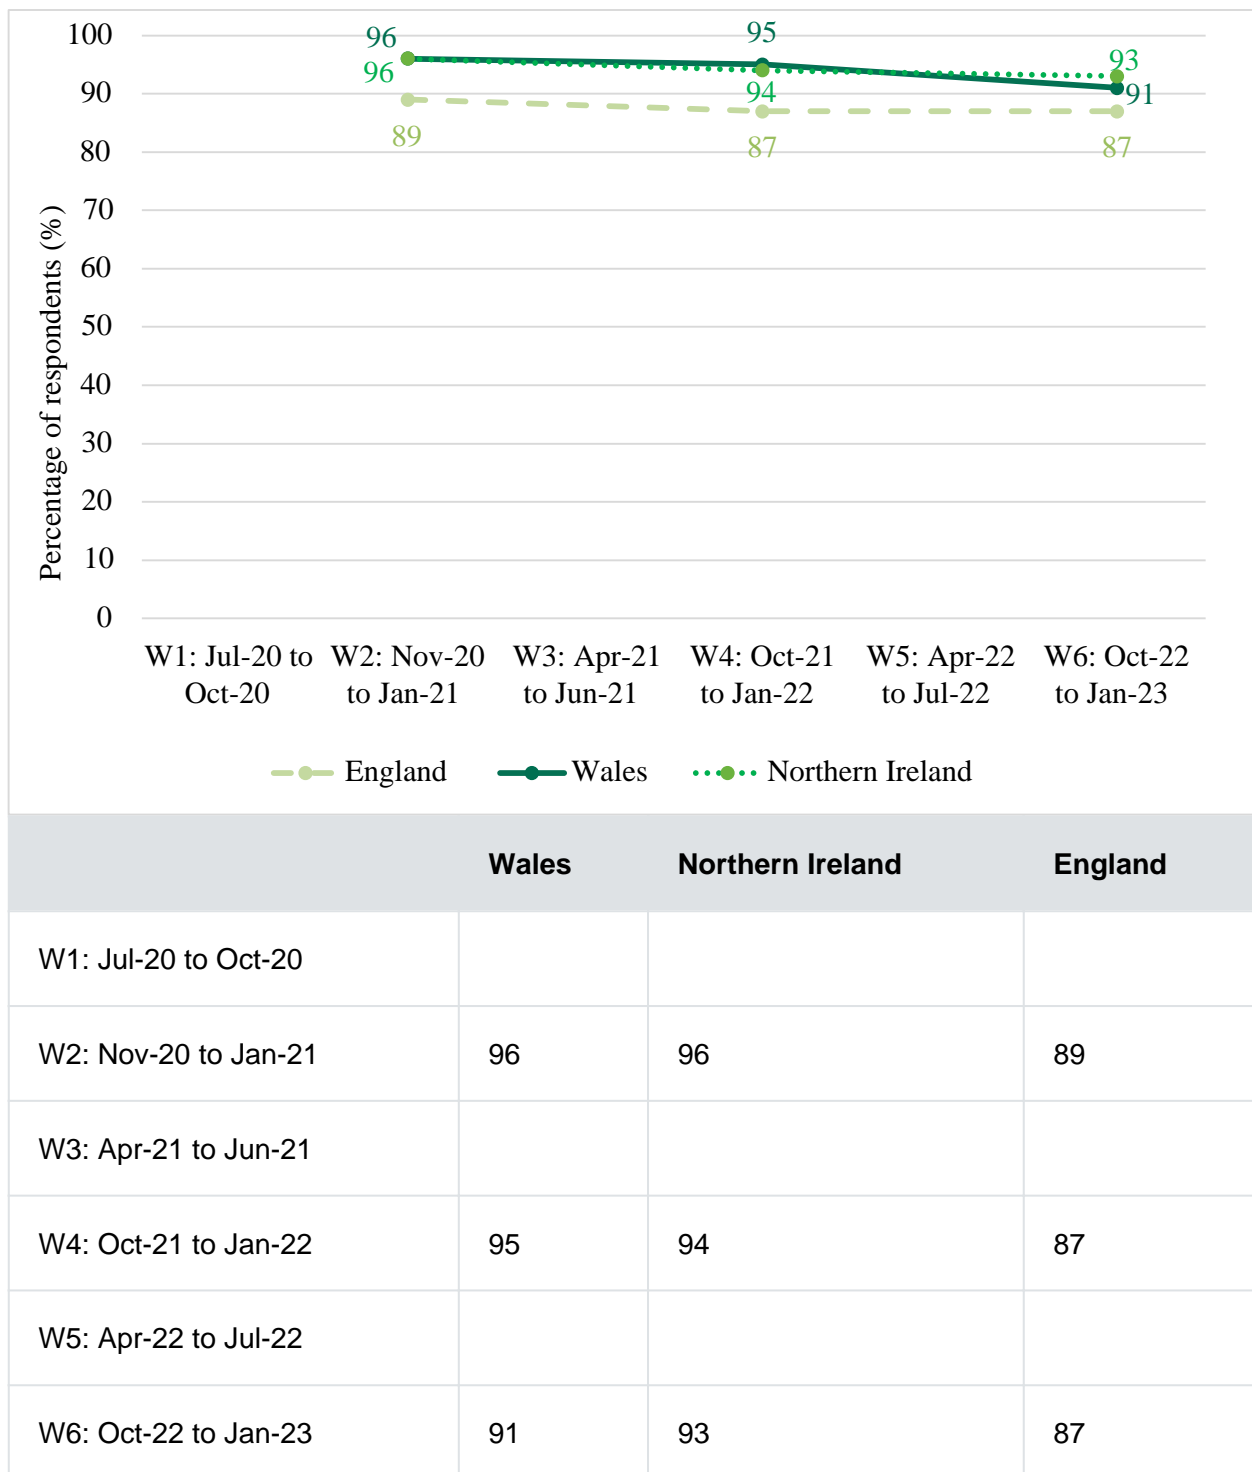 100
90
80
70
60
50
40
30
20
10
0
Percentage of respondents (%)
96
96
89
95
94
87
93
91
87
W1: Jul-20 to
Oct-20
W2: Nov-20
to Jan-21
W3: Apr-21
to Jun-21
W4: Oct-21
to Jan-22
W5: Apr-22
to Jul-22
W6: Oct-22
to Jan-23
England
Wales
Northern Ireland
Wales Northern Ireland England
W1: Jul-20 to Oct-20
W2: Nov-20 to Jan-21 96 96 89
W3: Apr-21 to Jun-21
W4: Oct-21 to Jan-22 95 94 87
W5: Apr-22 to Jul-22
W6: Oct-22 to Jan-23 91 93 87